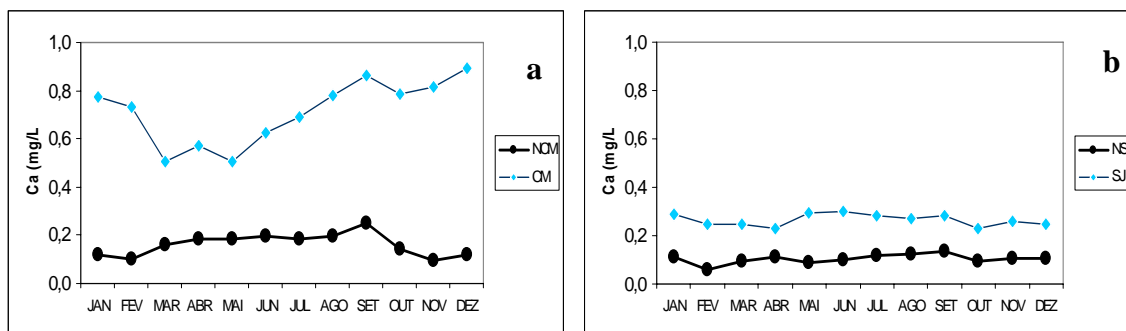 a
Ca (mg/L)
1,0
0,8
0,6
0,4
0,2
0,0
JAN FEV MAR ABR MAI JUN JUL AGO SET OUT NOV DEZ
NCM
CM
b
Ca (mg/L)
1,0
0,8
0,6
0,4
0,2
0,0
JAN FEV MAR ABR MAI JUN JUL AGO SET OUT NOV DEZ
NS
SJ